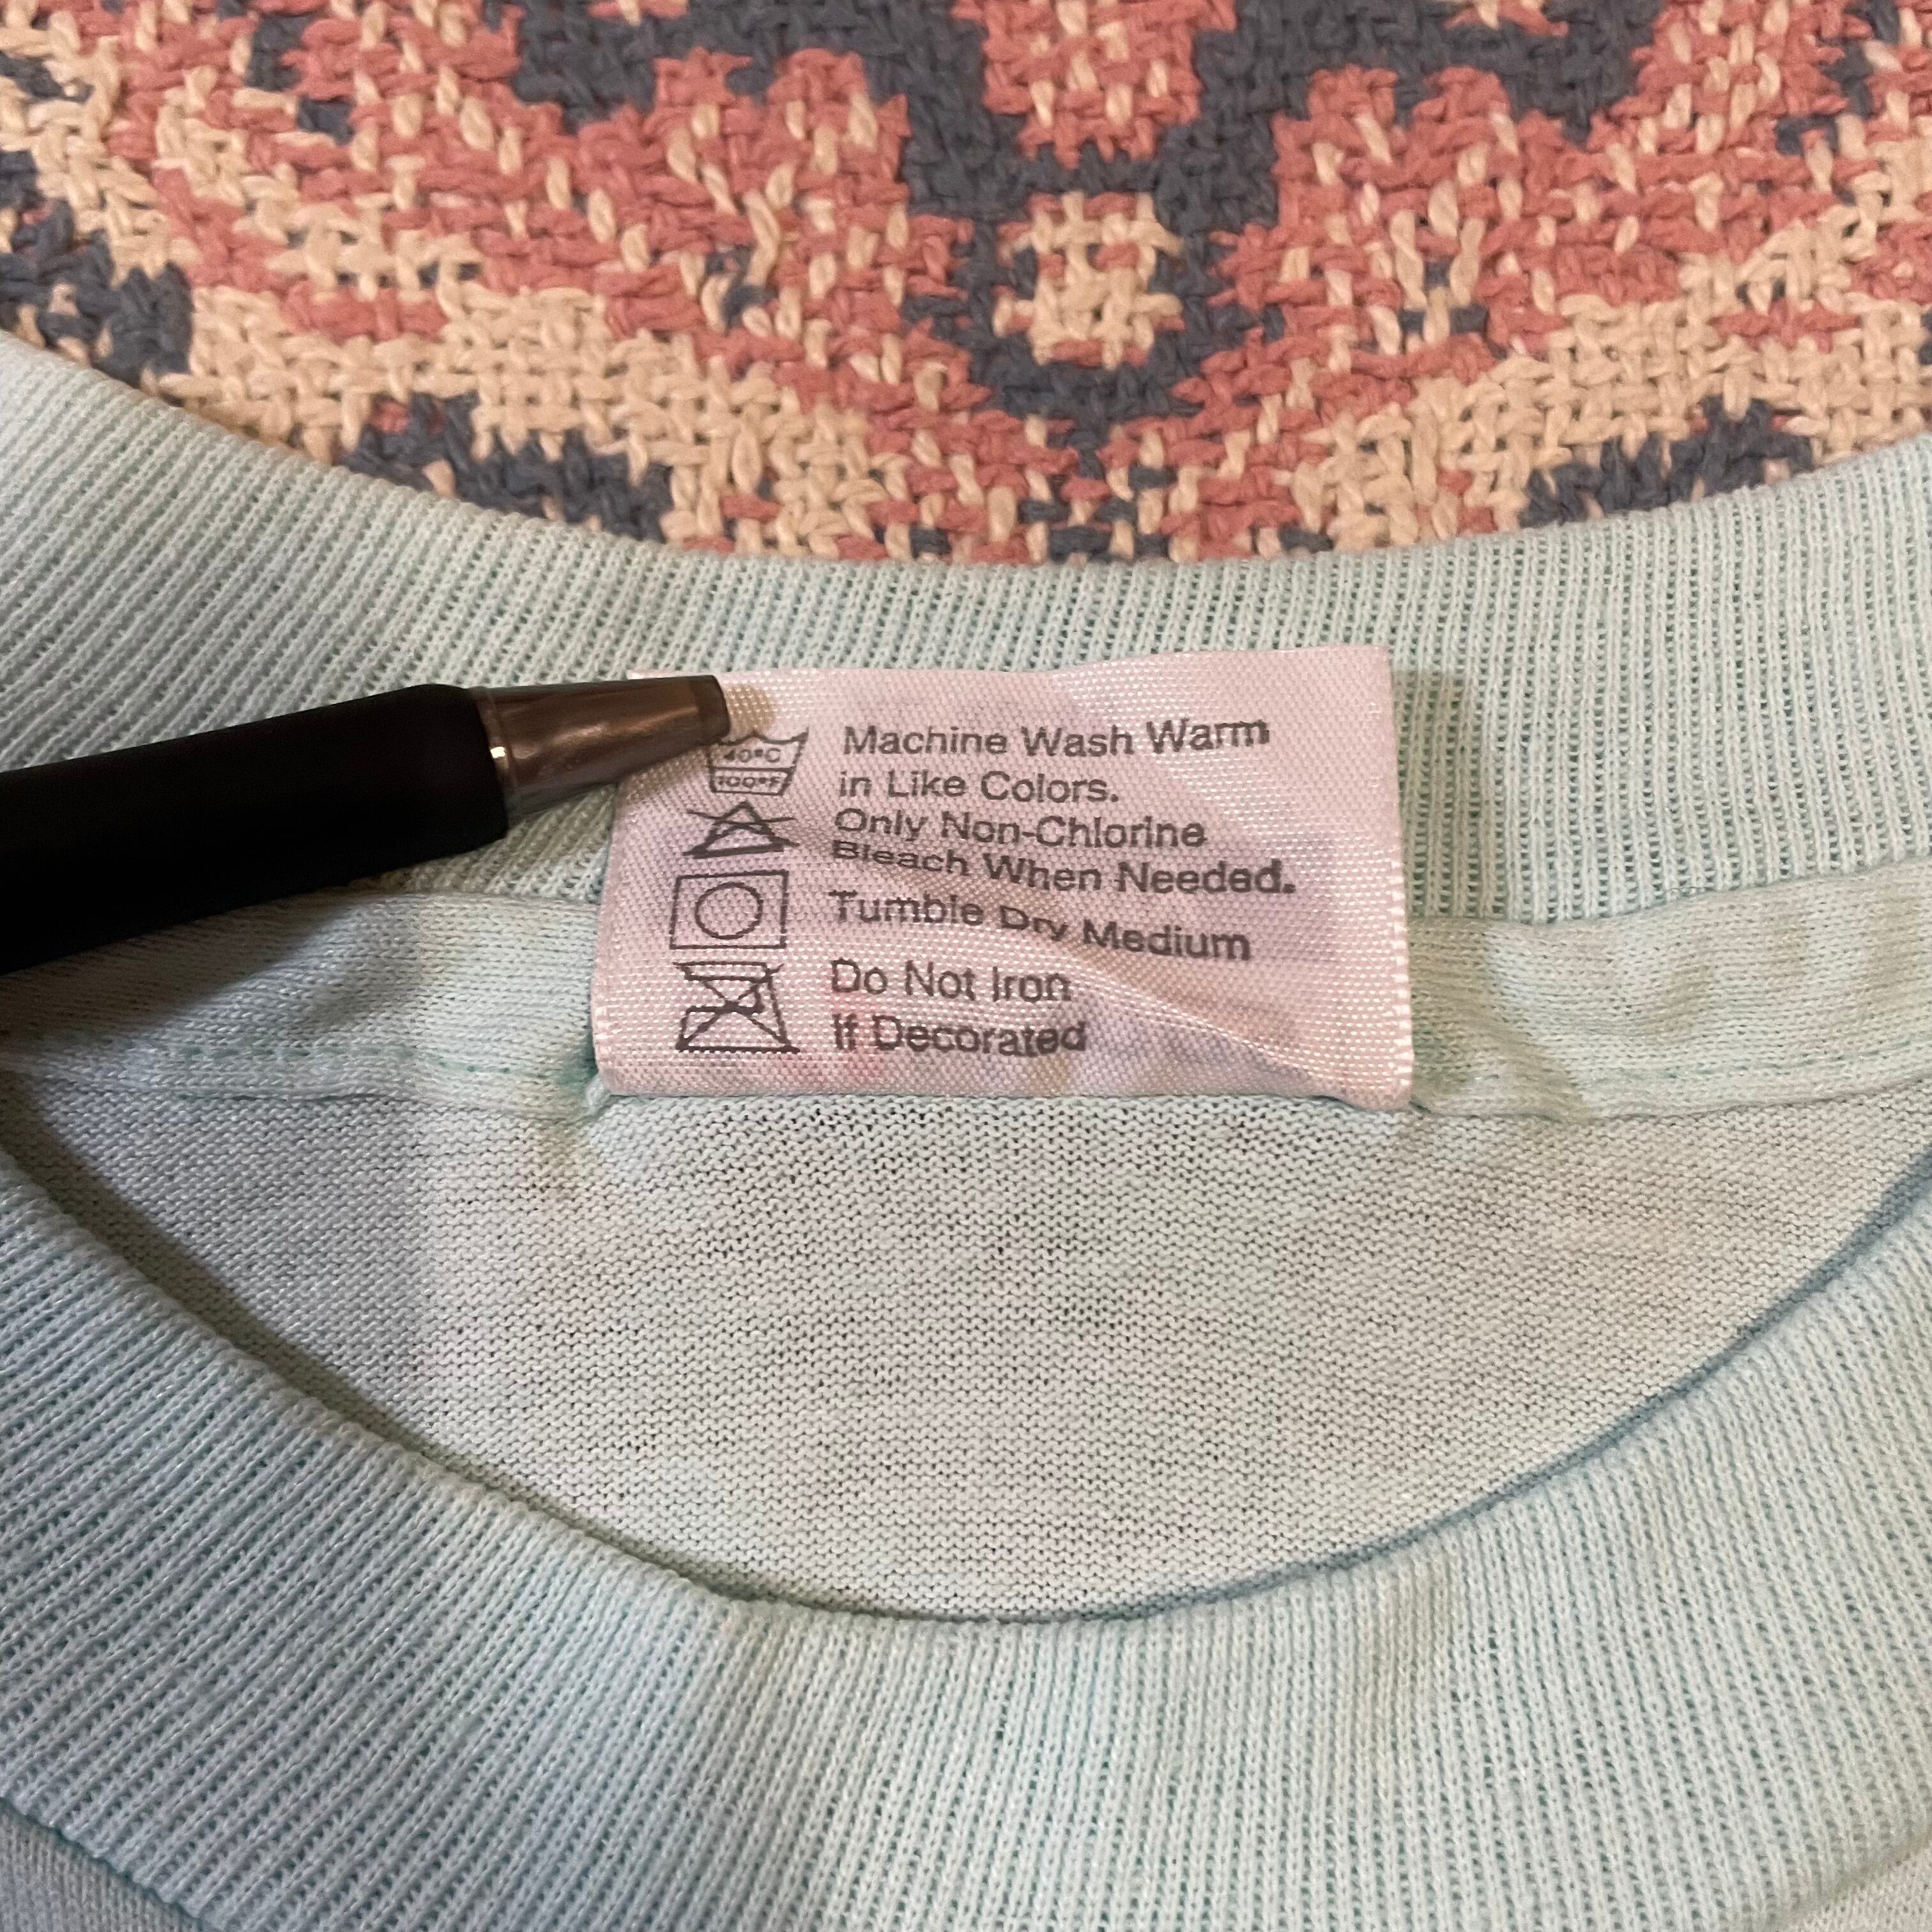 40°C
100°F
Machine Wash Warm
in Like Colors.
Only Non-Chlorine
Bleach When Needed.
Tumble Dry Medium
Do Not Iron
If Decorated